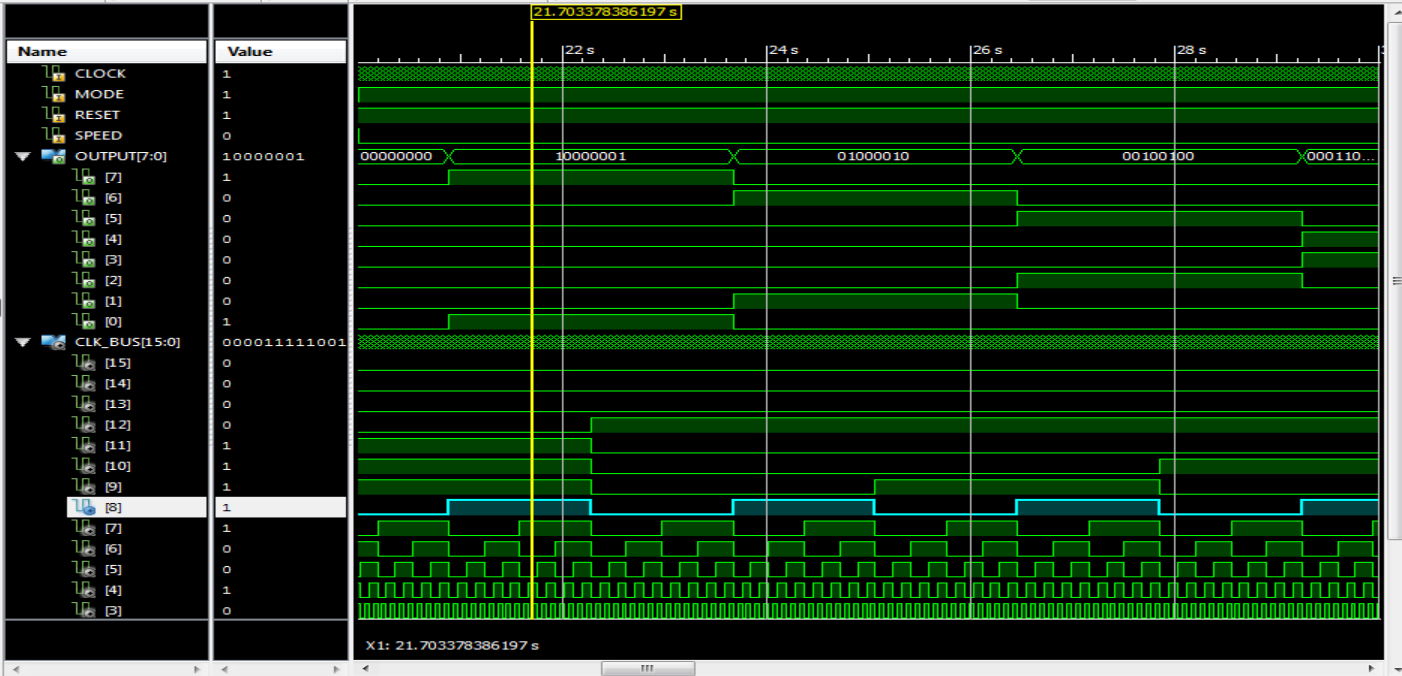 21.703378386197 s
Name Value
22 s 24 s 26 s 28 s
CLOCK 1
MODE 1
RESET 1
SPEED 0
OUTPUT[7:0] 10000001 00000000 10000001 01000010 00100100 000110...
[7] 1
[6] 0
[5] 0
[4] 0
[3] 0
[2] 0
[1] 0
[0] 1
CLK_BUS[15:0] 000011111001
[15] 0
[14] 0
[13] 0
[12] 0
[11] 1
[10] 1
[9] 1
[8] 1
[7] 1
[6] 0
[5] 0
[4] 1
[3] 0
X1: 21.703378386197 s